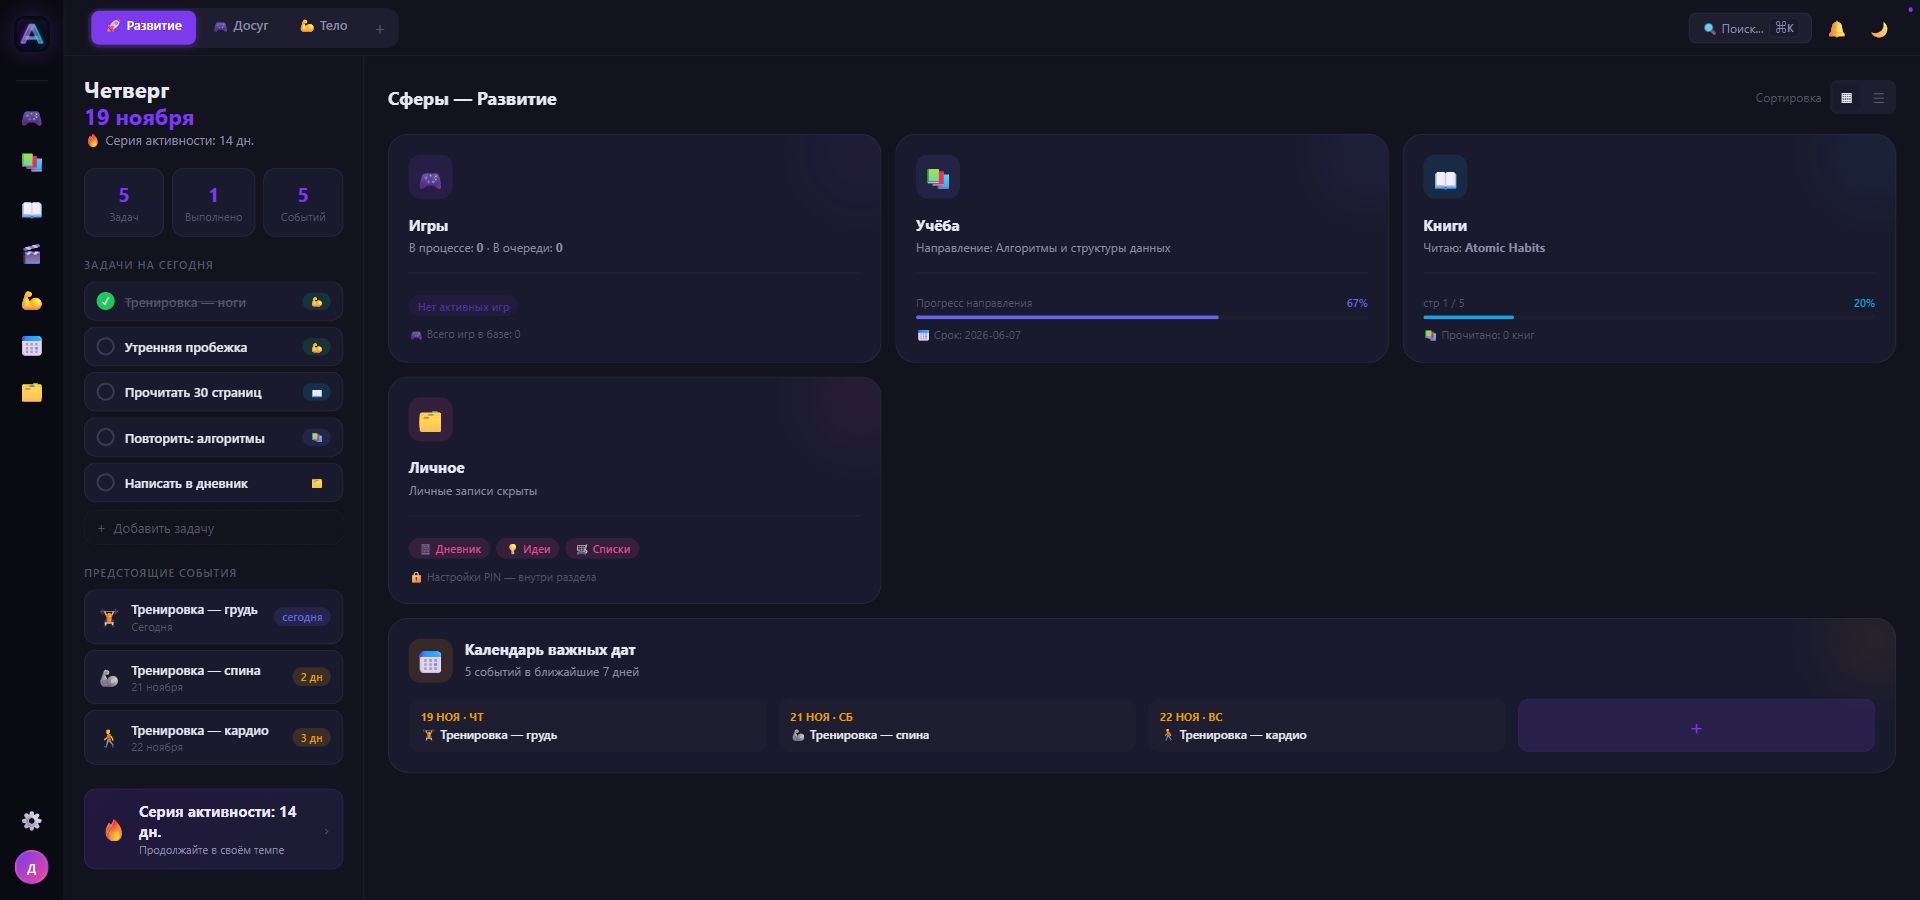 A
Развитие
Досуг
Тело
+
Поиск...
⌘K
Четверг
19 ноября
Серия активности: 14 дн.
5
Задач
1
Выполнено
5
Событий
ЗАДАЧИ НА СЕГОДНЯ
Тренировка — ноги
Утренняя пробежка
Прочитать 30 страниц
Повторить: алгоритмы
Написать в дневник
+ Добавить задачу
ПРЕДСТОЯЩИЕ СОБЫТИЯ
Тренировка — грудь
Сегодня
сегодня
Тренировка — спина
21 ноября
2 дн
Тренировка — кардио
22 ноября
3 дн
Серия активности: 14
дн.
Продолжайте в своём темпе
Д
Сферы — Развитие
Сортировка
Игры
В процессе: 0 · В очереди: 0
Нет активных игр
Всего игр в базе: 0
Учёба
Направление: Алгоритмы и структуры данных
Прогресс направления
67%
Срок: 2026-06-07
Книги
Читаю: Atomic Habits
стр 1 / 5
20%
Прочитано: 0 книг
Личное
Личные записи скрыты
Дневник
Идеи
Списки
Настройки PIN — внутри раздела
Календарь важных дат
5 событий в ближайшие 7 дней
19 НОЯ · ЧТ
Тренировка — грудь
21 НОЯ · СБ
Тренировка — спина
22 НОЯ · ВС
Тренировка — кардио
+